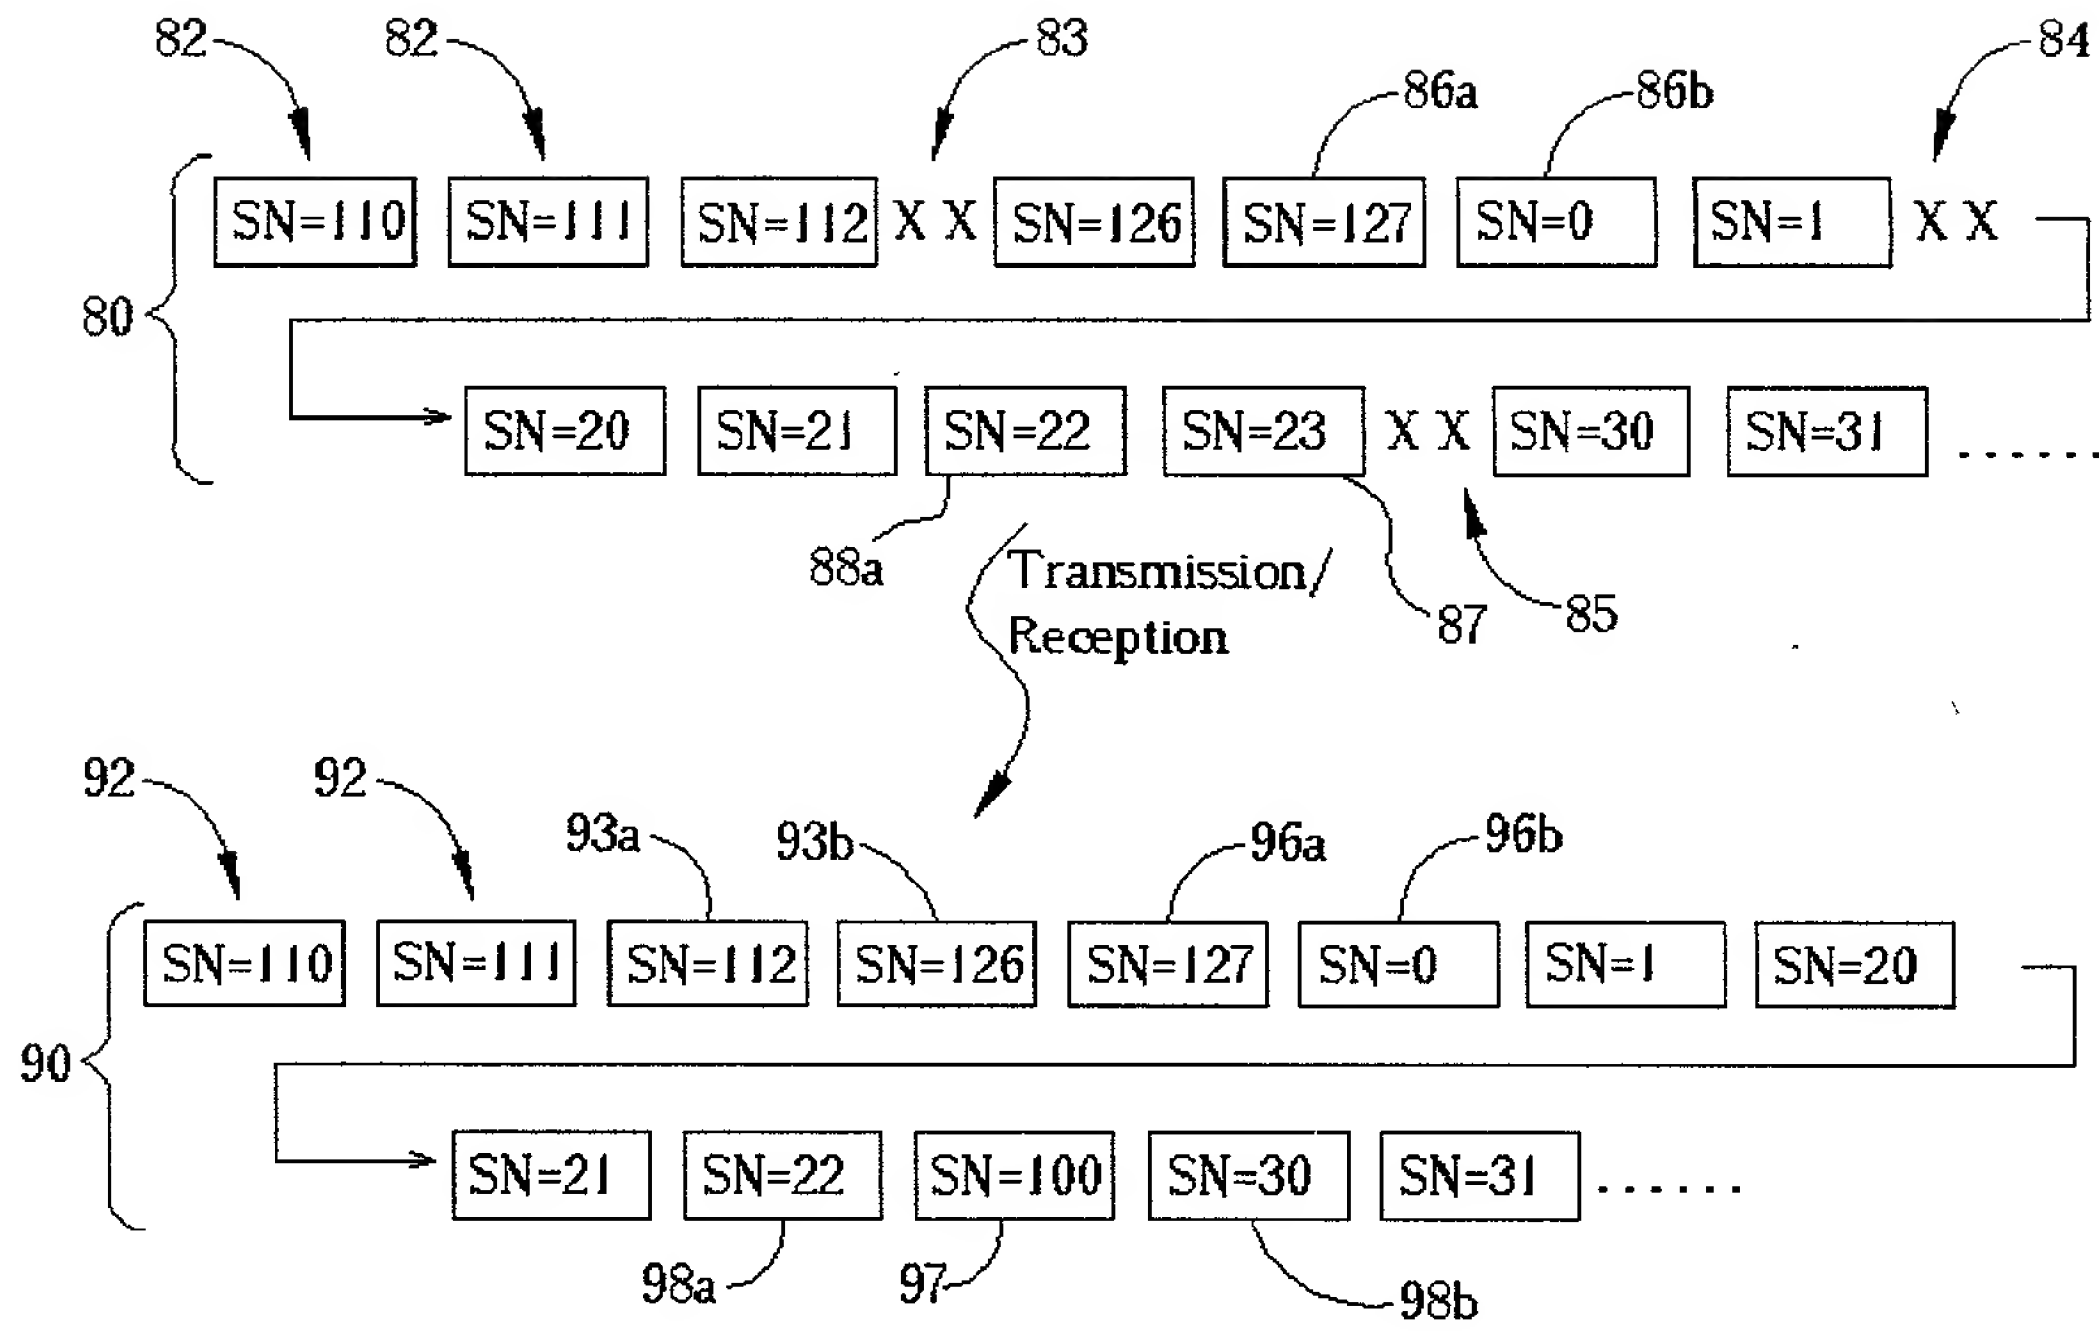 82 82 83 84
86a 86b
SN=110 SN=111 SN=112 X X SN=126 SN=127 SN=0 SN=1 X X
80
SN=20 SN=21 SN=22 SN=23 X X SN=30 SN=31 ......
88a Transmission/ 87 85
Reception
92 92
93a 93b 96a 96b
SN=110 SN=111 SN=112 SN=126 SN=127 SN=0 SN=1 SN=20
90
SN=21 SN=22 SN=100 SN=30 SN=31 ......
98a 97 98b